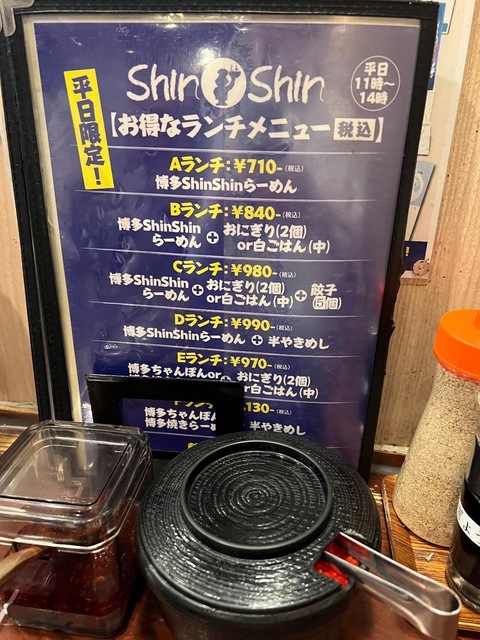 Shin Shin
平日
11時～
14時
平日限定!
【お得なランチメニュー 税込】
Aランチ:¥710-(税込)
博多ShinShinらーめん
Bランチ:¥840-(税込)
博多ShinShin
らーめん + おにぎり(2個)
or白ごはん(中)
Cランチ:¥980-(税込)
博多ShinShin
らーめん + おにぎり(2個)
or白ごはん(中) + 餃子
5個
Dランチ:¥990-(税込)
博多ShinShinらーめん + 半やきめし
Eランチ:¥970-(税込)
博多ちゃんぽんor おにぎり(2個)
or白ごはん(中)
,130-(税込)
博多ちゃんぽん
博多焼きらー 半やきめし